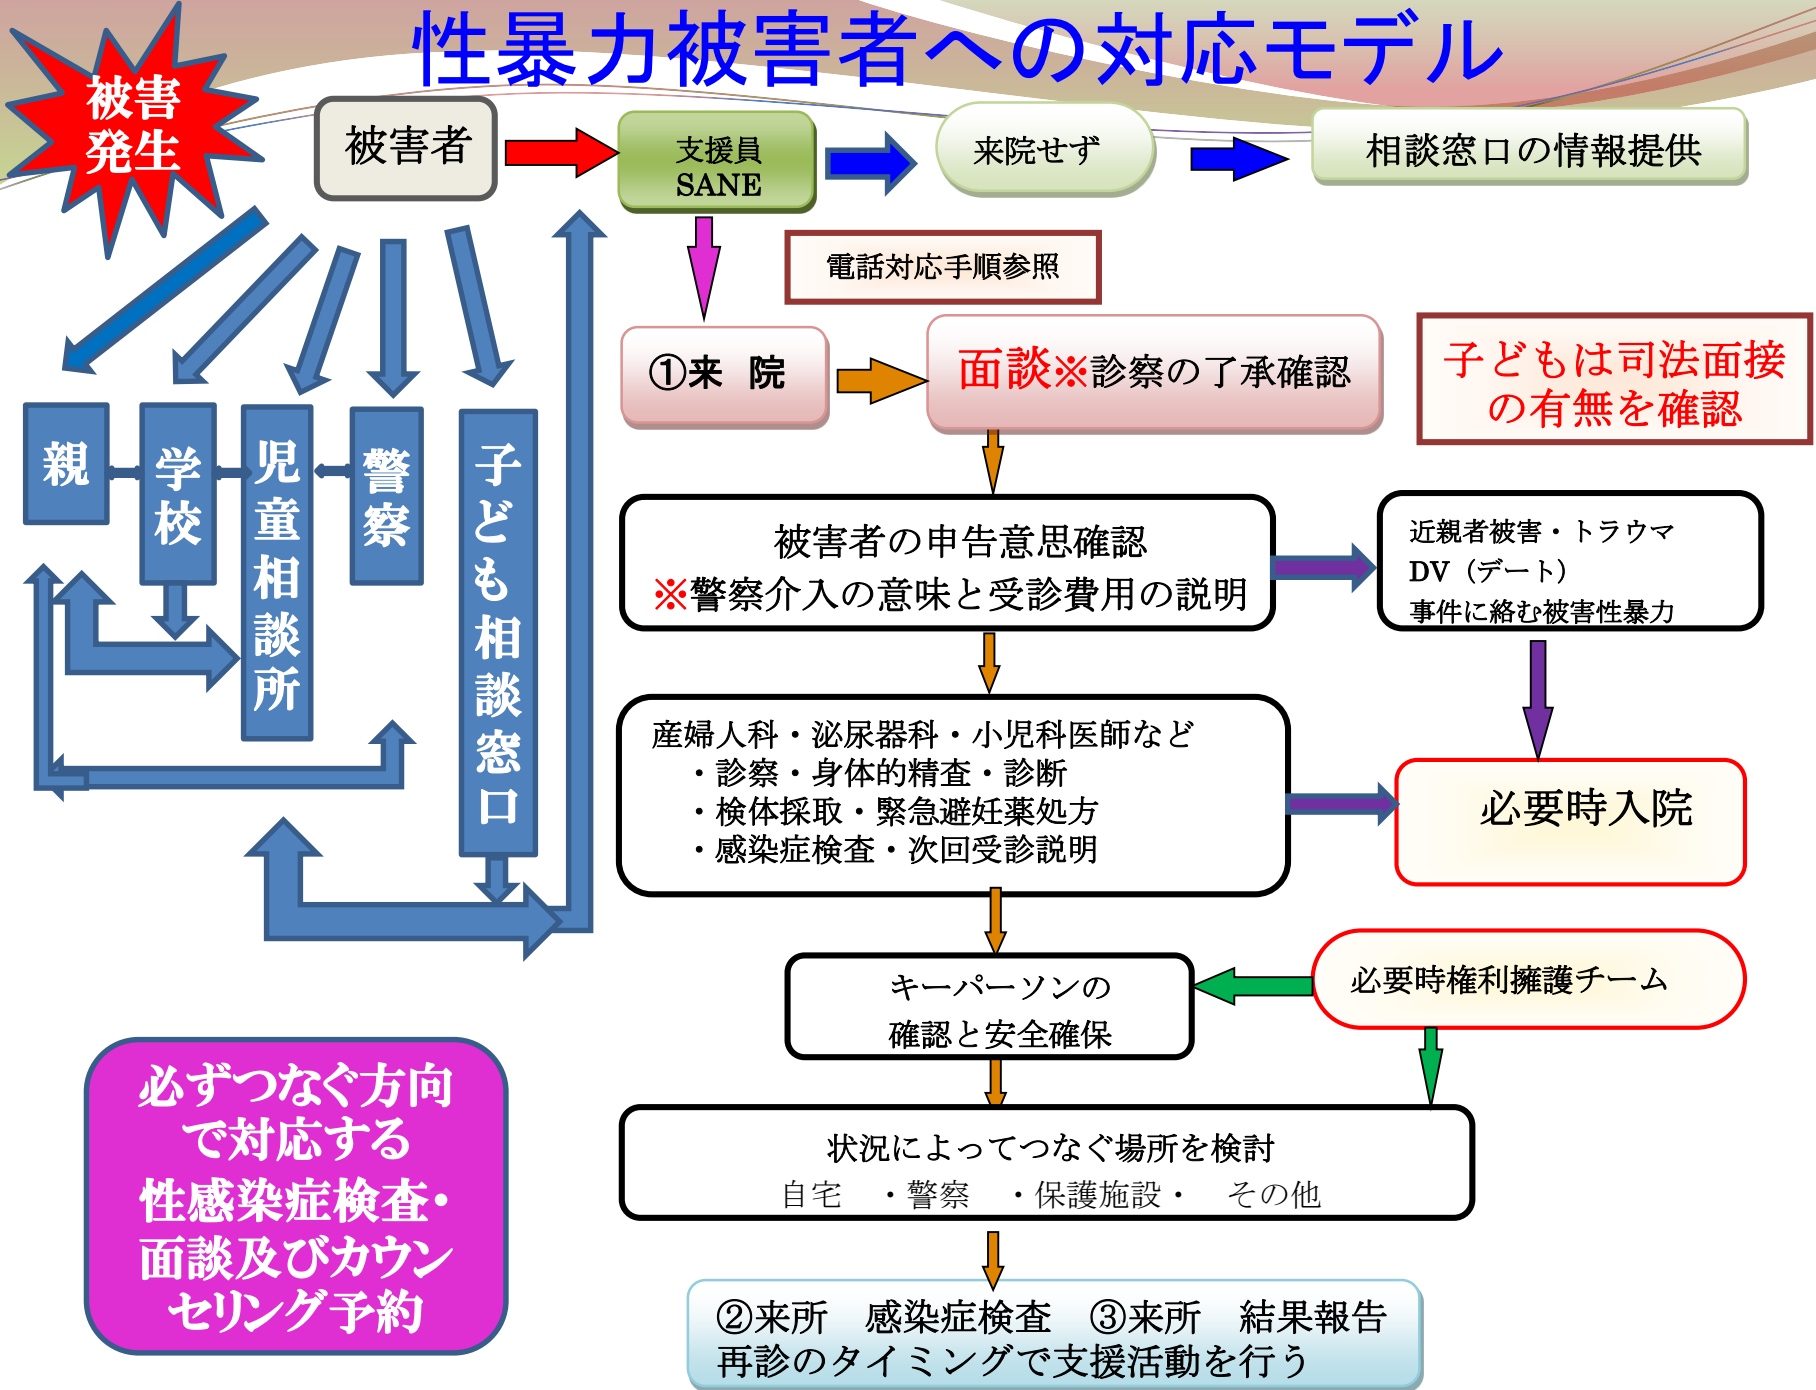 性暴力被害者への対応モデル
被害
発生
被害者
支援員
SANE
来院せず
相談窓口の情報提供
電話対応手順参照
①来　院
面談※診察の了承確認
子どもは司法面接
の有無を確認
親
学校
児童相談所
警察
子ども相談窓口
被害者の申告意思確認
※警察介入の意味と受診費用の説明
近親者被害・トラウマ
DV（デート）
事件に絡む被害性暴力
産婦人科・泌尿器科・小児科医師など
・診察・身体的精査・診断
・検体採取・緊急避妊薬処方
・感染症検査・次回受診説明
必要時入院
キーパーソンの
確認と安全確保
必要時権利擁護チーム
状況によってつなぐ場所を検討
自宅　・警察　・保護施設・　その他
必ずつなぐ方向
で対応する
性感染症検査・
面談及びカウン
セリング予約
②来所　感染症検査　③来所　結果報告
再診のタイミングで支援活動を行う